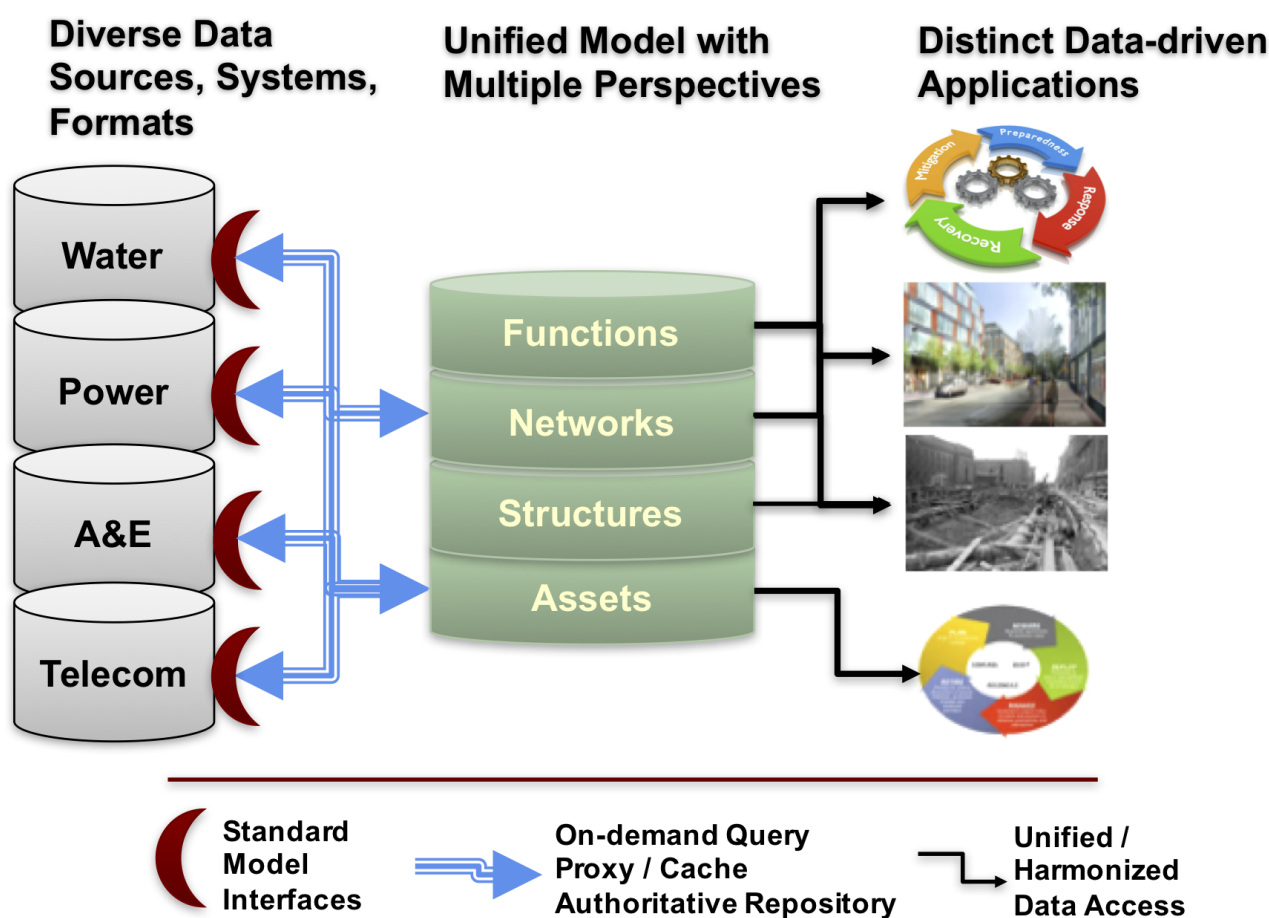 Diverse Data
Sources, Systems,
Formats
Unified Model with
Multiple Perspectives
Distinct Data-driven
Applications
Water
Power
A&E
Telecom
Functions
Networks
Structures
Assets
Mitigation
Preparedness
Response
Recovery
Standard
Model
Interfaces
On-demand Query
Proxy / Cache
Authoritative Repository
Unified /
Harmonized
Data Access